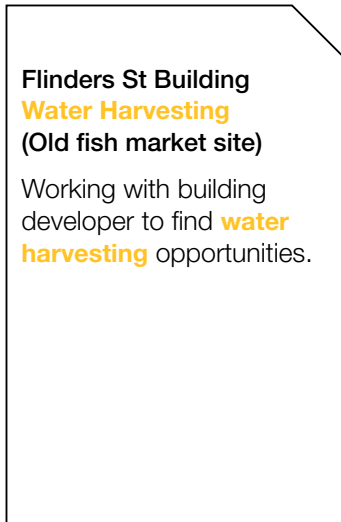 Flinders St Building
Water Harvesting
(Old fish market site)
Working with building
developer to find water
harvesting opportunities.